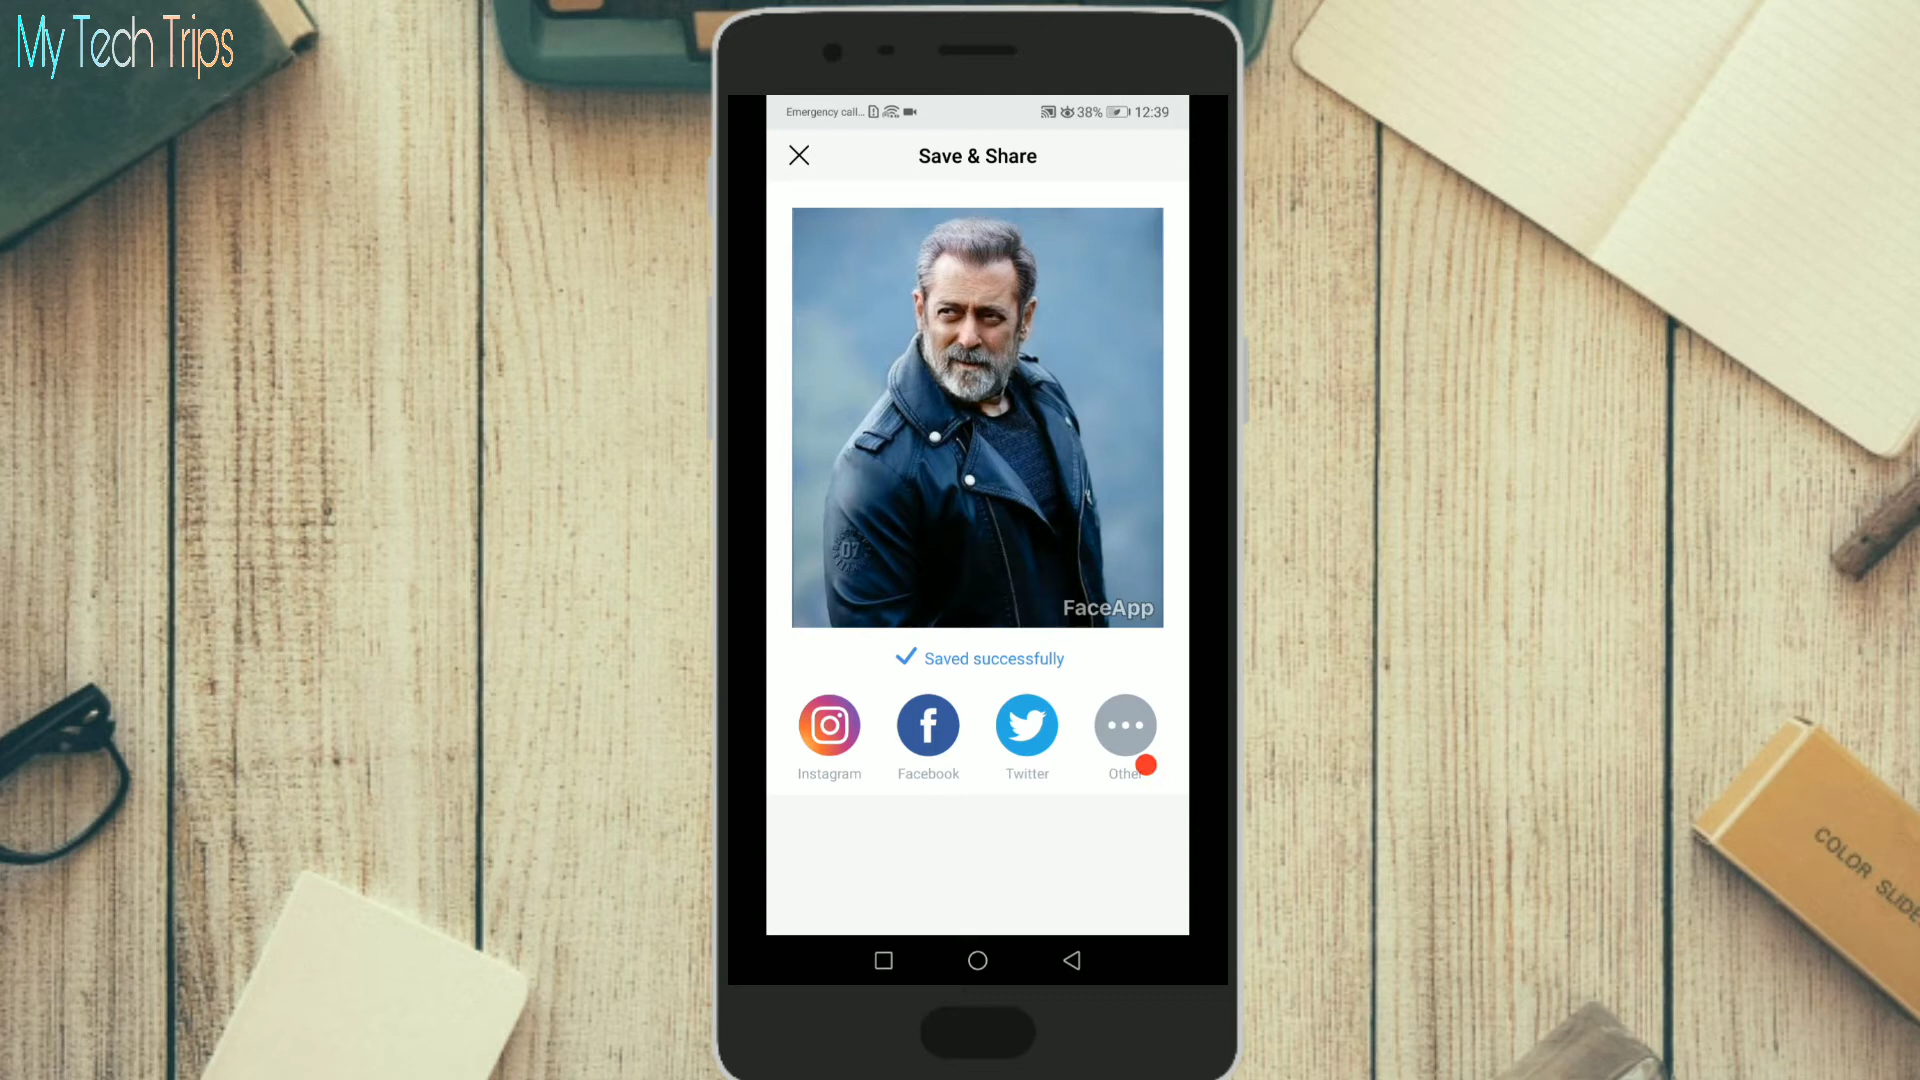 My Tech Trips
Emergency call... 38% 12:39
Save & Share
07
FaceApp
Saved successfully
Instagram Facebook Twitter Other
COLOR SLIDE